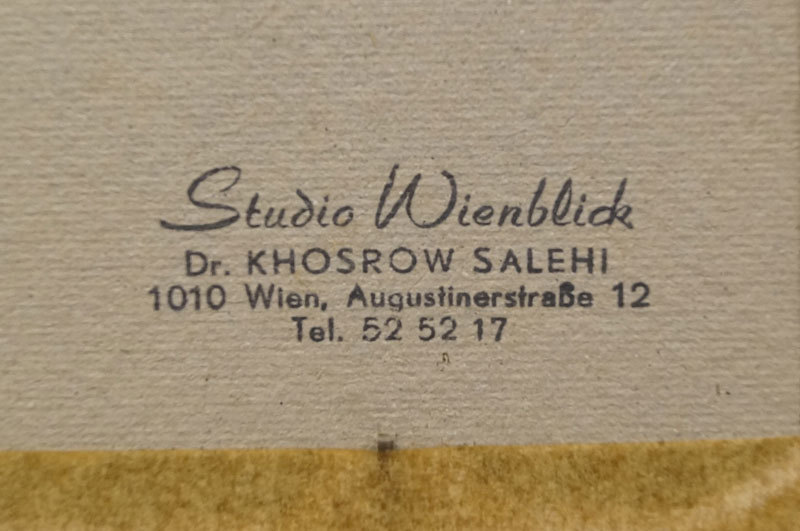 Studio Wienblick
Dr. KHOSROW SALEHI
1010 Wien, Augustinerstraße 12
Tel. 52 52 17